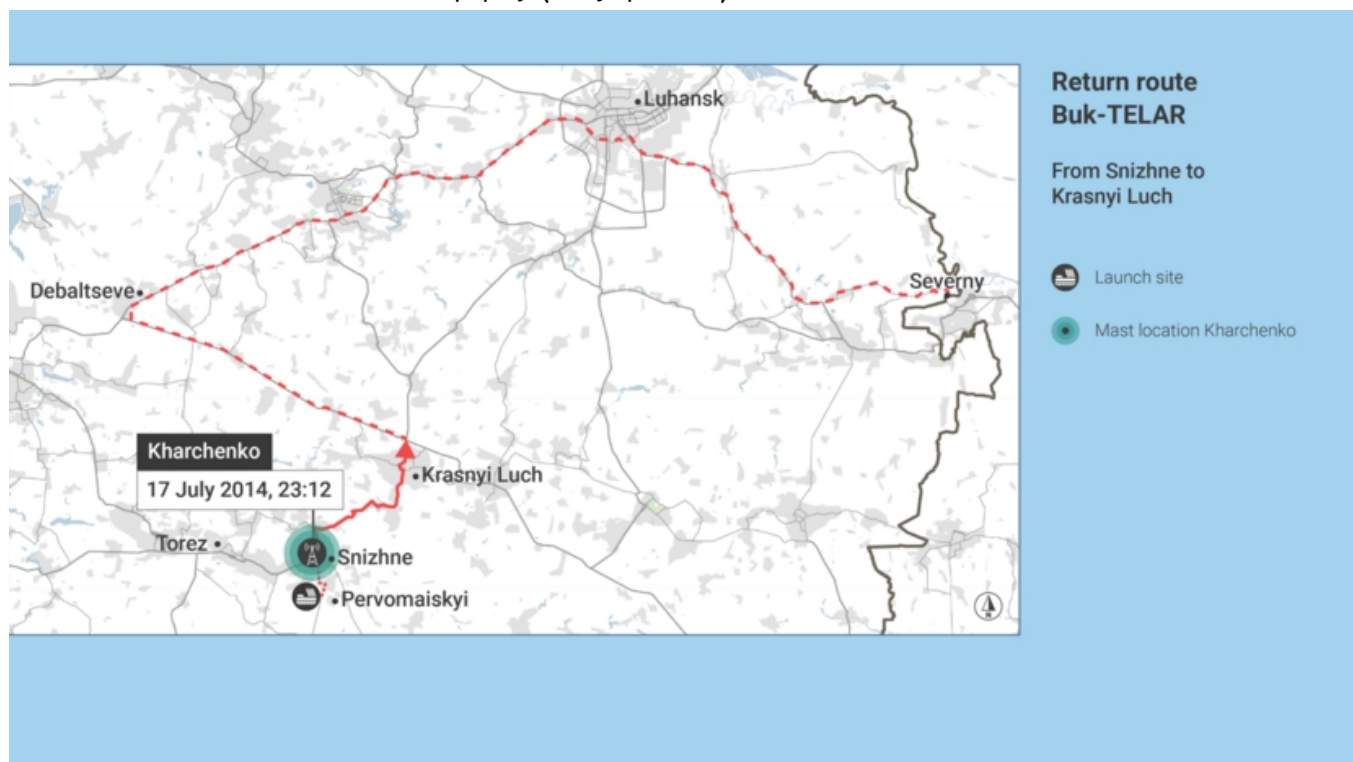 Luhansk
Debaltseve
Severny
Kharchenko
17 July 2014, 23:12
Krasnyi Luch
Torez
Snizhne
Pervomaiskyi
N
Return route
Buk-TELAR
From Snizhne to
Krasnyi Luch
Launch site
Mast location Kharchenko